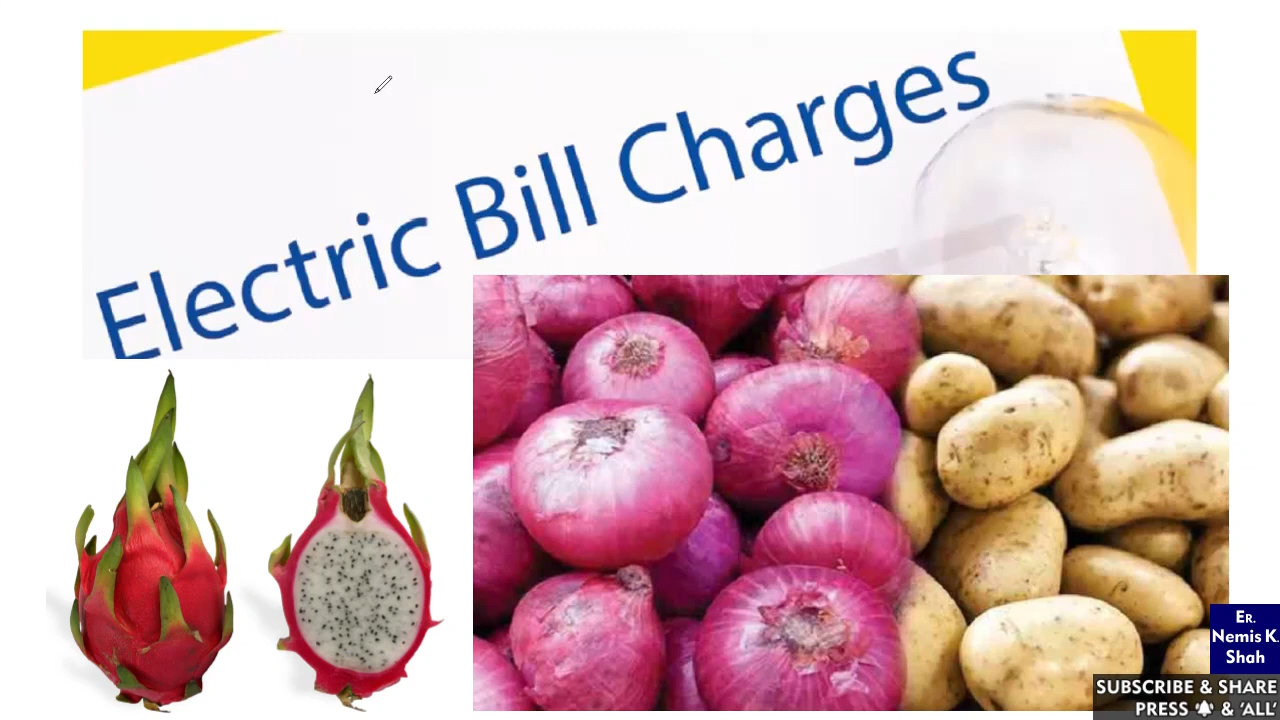 Electric Bill Charges
ER.
Nemis K.
Shah
SUBSCRIBE & SHARE
PRESS 🔔 & ‘ALL’